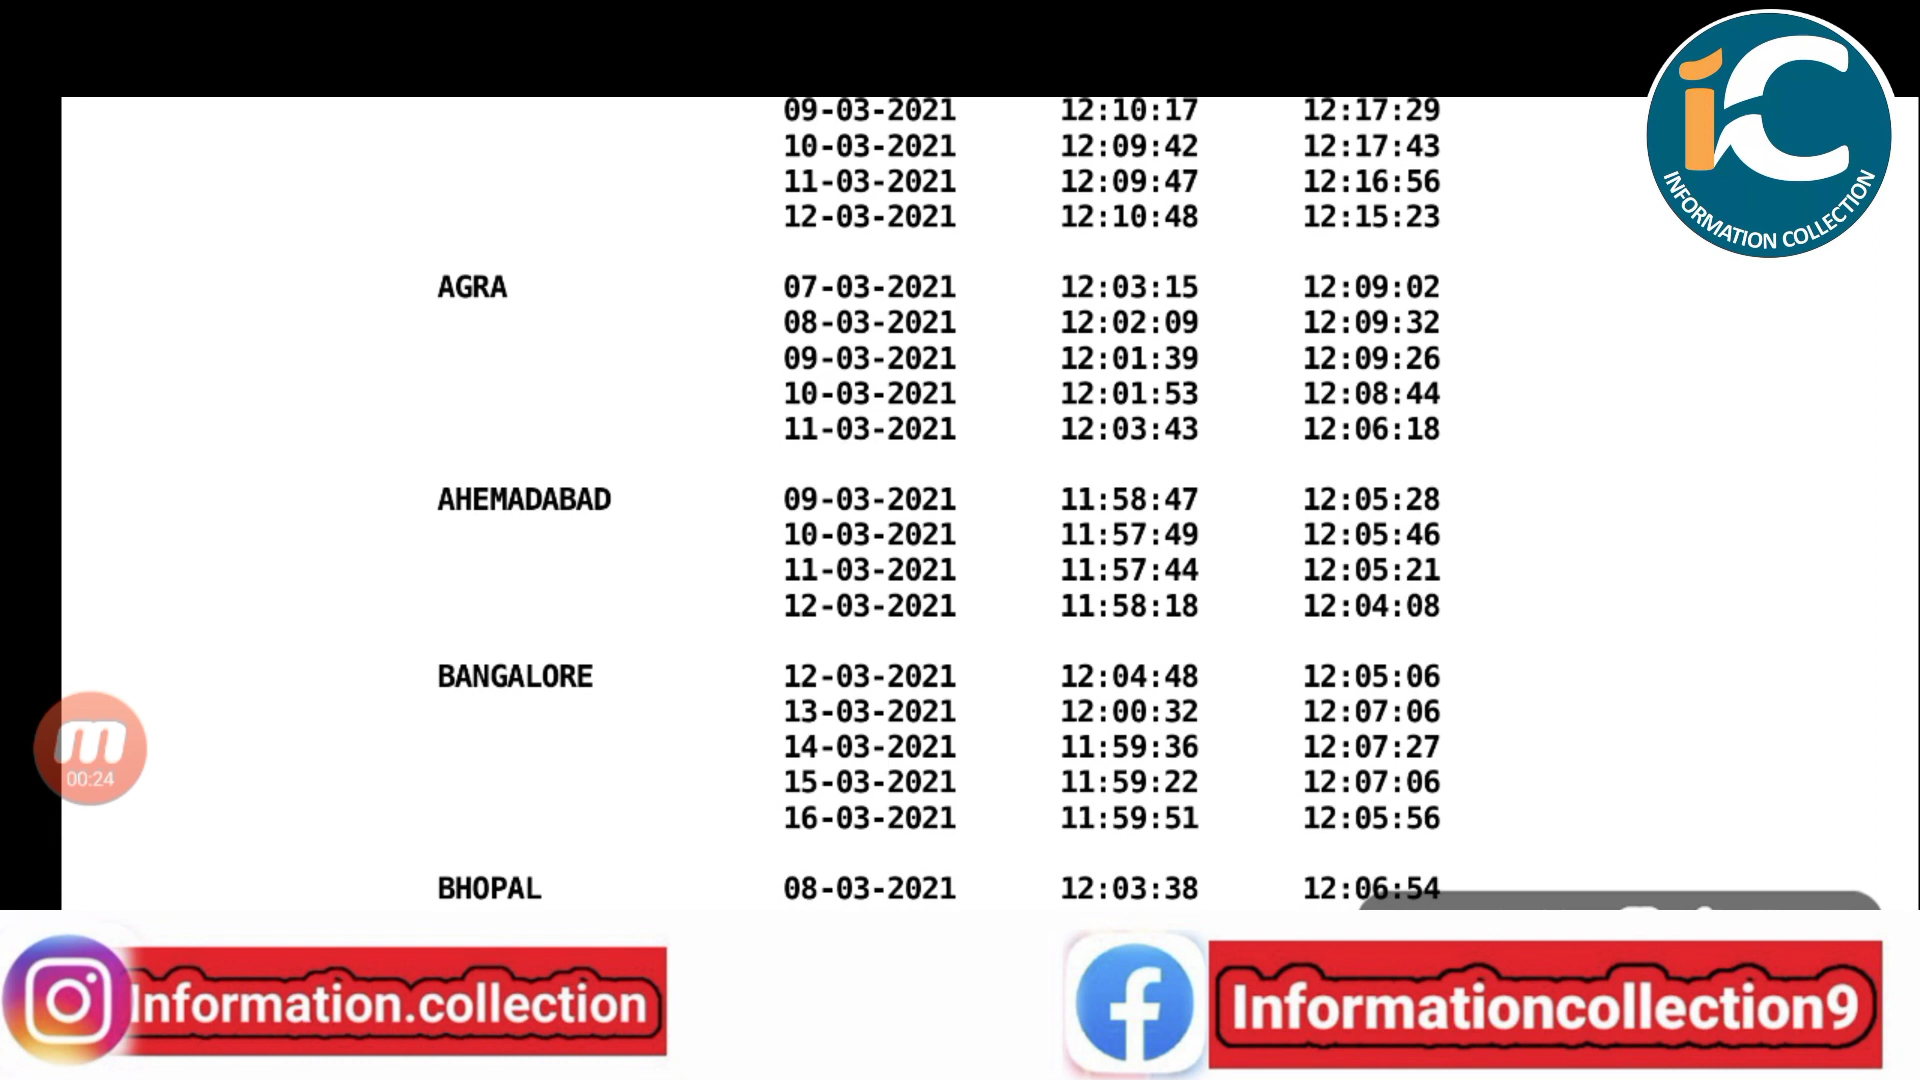 09-03-2021 12:10:17 12:17:29
10-03-2021 12:09:42 12:17:43
11-03-2021 12:09:47 12:16:56
12-03-2021 12:10:48 12:15:23
iC
INFORMATION COLLECTION
AGRA 07-03-2021 12:03:15 12:09:02
08-03-2021 12:02:09 12:09:32
09-03-2021 12:01:39 12:09:26
10-03-2021 12:01:53 12:08:44
11-03-2021 12:03:43 12:06:18
AHEMADABAD 09-03-2021 11:58:47 12:05:28
10-03-2021 11:57:49 12:05:46
11-03-2021 11:57:44 12:05:21
12-03-2021 11:58:18 12:04:08
BANGALORE 12-03-2021 12:04:48 12:05:06
13-03-2021 12:00:32 12:07:06
14-03-2021 11:59:36 12:07:27
15-03-2021 11:59:22 12:07:06
16-03-2021 11:59:51 12:05:56
m
00:24
BHOPAL 08-03-2021 12:03:38 12:06:54
Information.collection
f
Informationcollection9